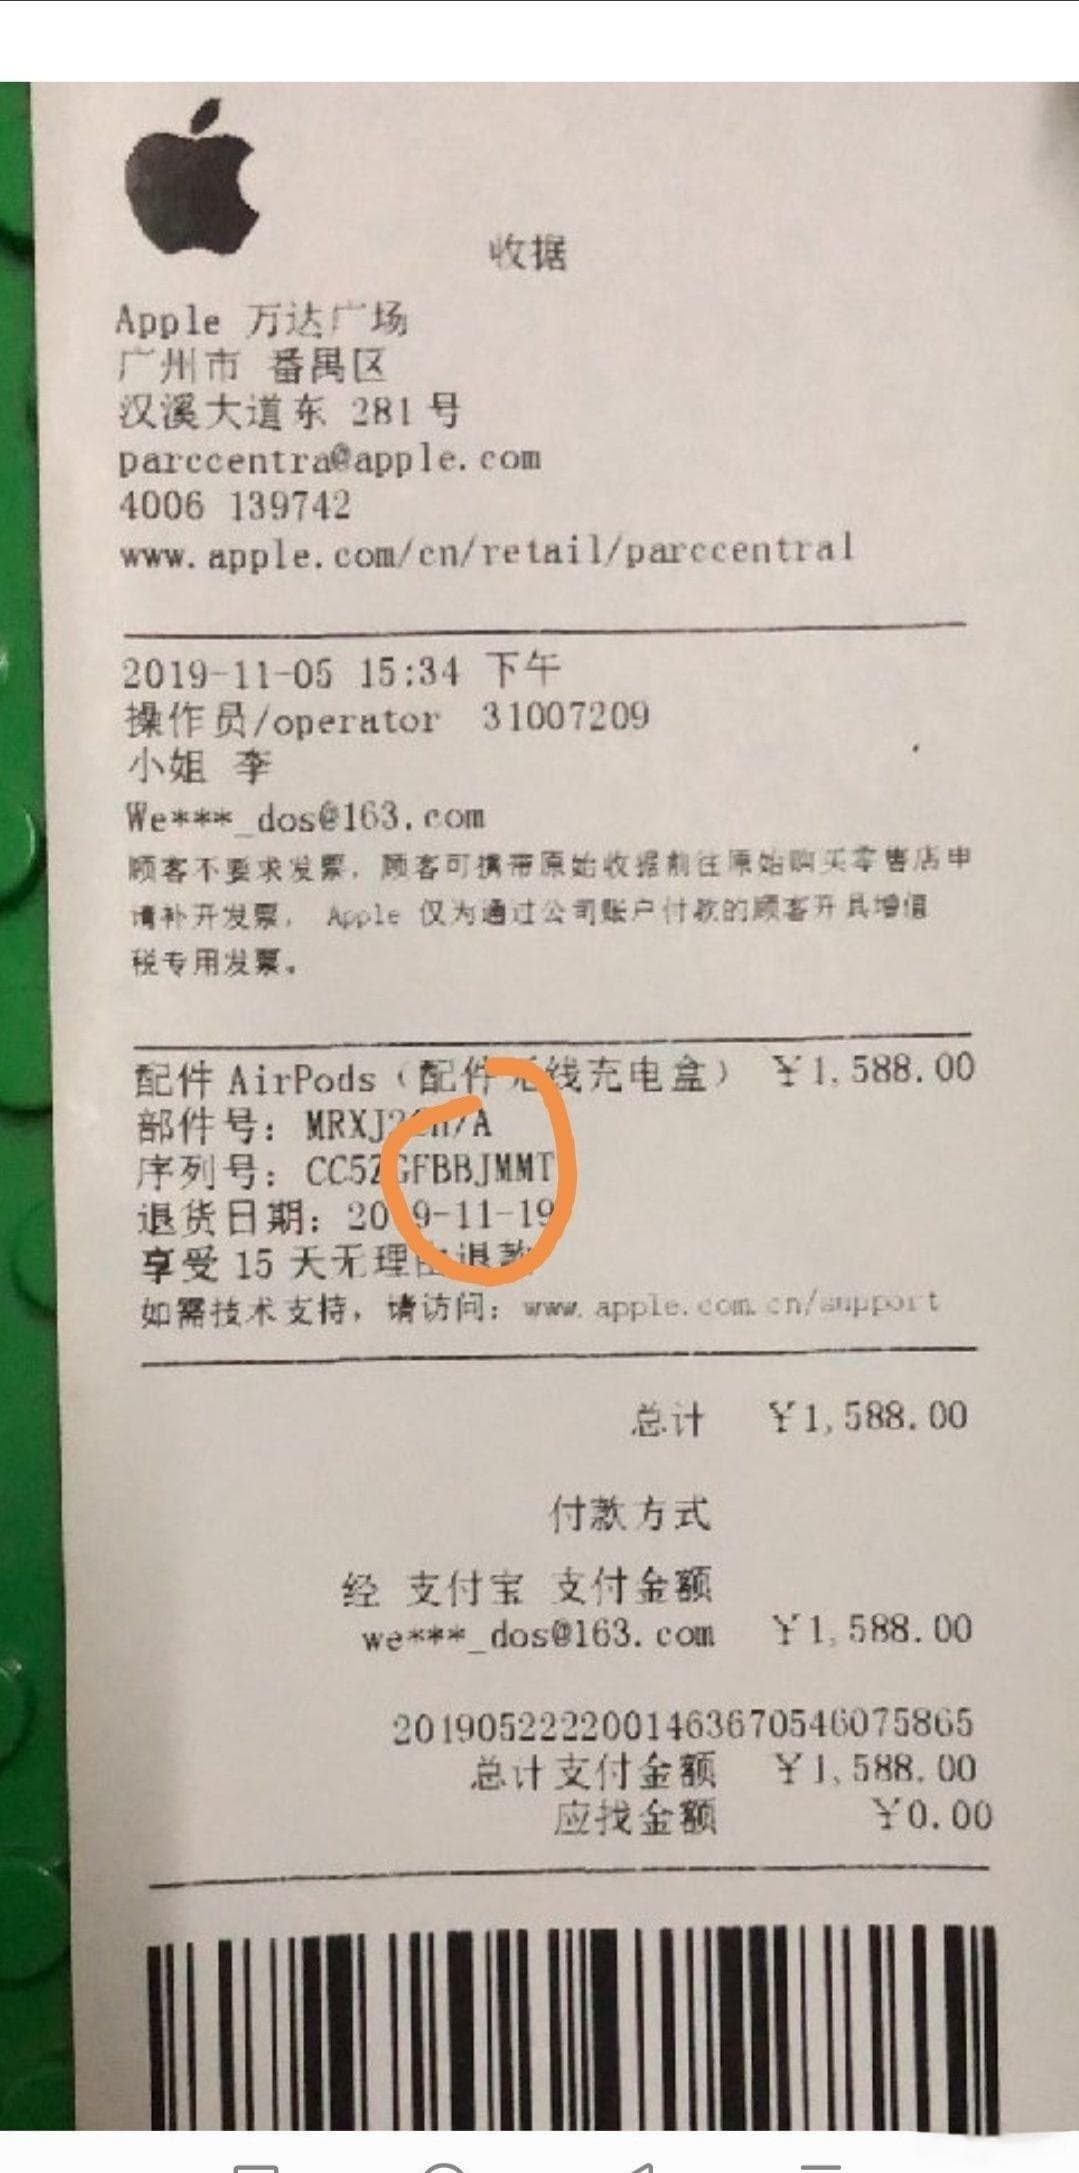 收据
Apple 万达广场
广州市 番禺区
汉溪大道东 281号
parccentra@apple.com
4006 139742
www.apple.com/cn/retail/parccentral
2019-11-05 15:34 下午
操作员/operator 31007209
小姐 李
We***_dos@163.com
顾客不要求发票，顾客可携带原始收据前往原始购买零售店申
请补开发票， Apple 仅为通过公司账户付款的顾客开具增值
税专用发票。
配件 AirPods（配件无线充电盒） ¥1,588.00
部件号：
序列号： CC5ZGFBBJMMT
退货日期：2019-11-19
享受 15 天无理由退款
如需技术支持，请访问：www.apple.com.cn/support
总计 ¥1,588.00
付款方式
经 支付宝 支付金额
we***_dos@163.com ¥1,588.00
2019052222001463670546075865
总计支付金额 ¥1,588.00
应找金额 ¥0.00